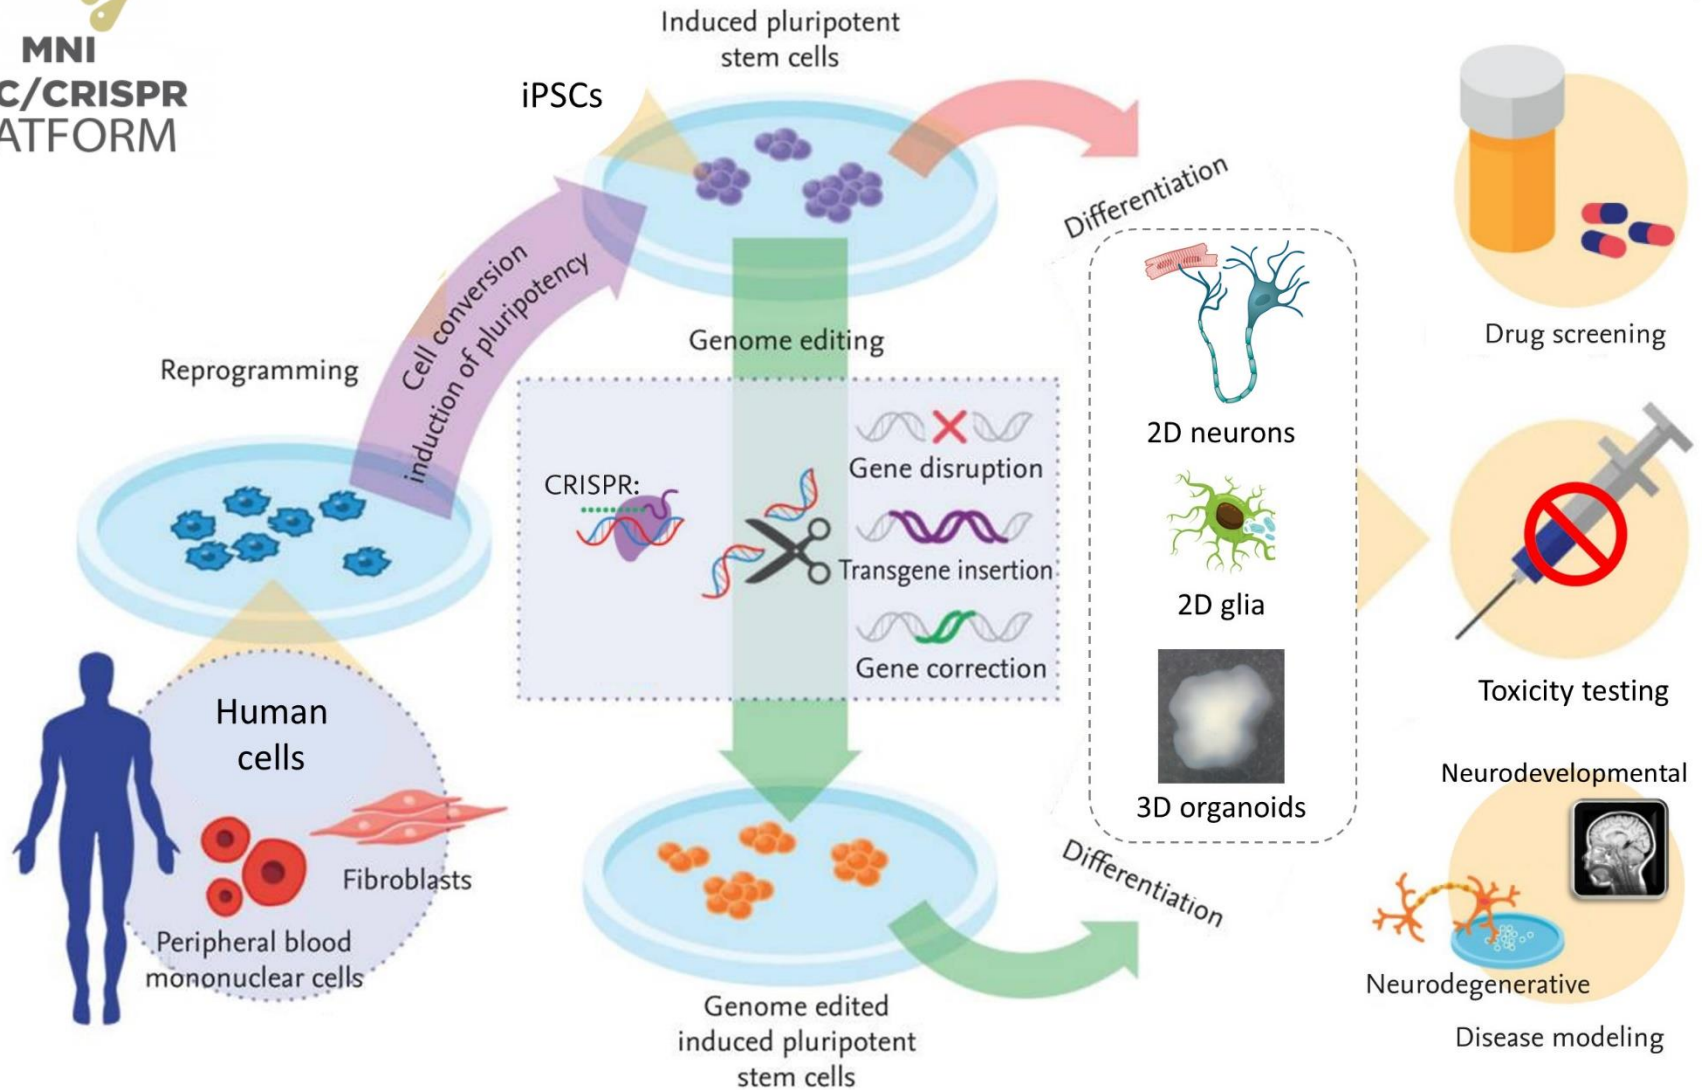 MNI
C/CRISPR
ATFORM
Induced pluripotent
stem cells
iPSCs
Differentiation
Cell conversion
induction of pluripotency
Reprogramming
Genome editing
CRISPR:
Gene disruption
Transgene insertion
Gene correction
2D neurons
2D glia
3D organoids
Differentiation
Human
cells
Fibroblasts
Peripheral blood
mononuclear cells
Genome edited
induced pluripotent
stem cells
Drug screening
Toxicity testing
Neurodevelopmental
Neurodegenerative
Disease modeling